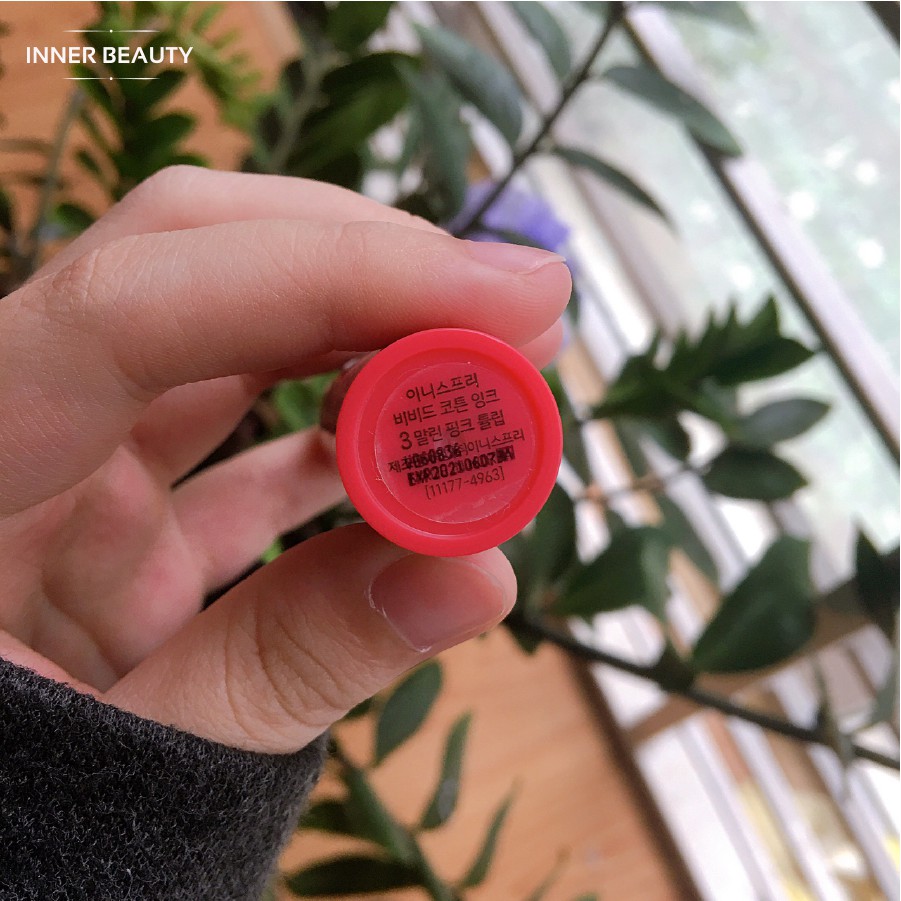 INNER BEAUTY
이니스프리
비비드 코튼 잉크
3 말린 핑크 튤립
이니스프리
[11177-4963]